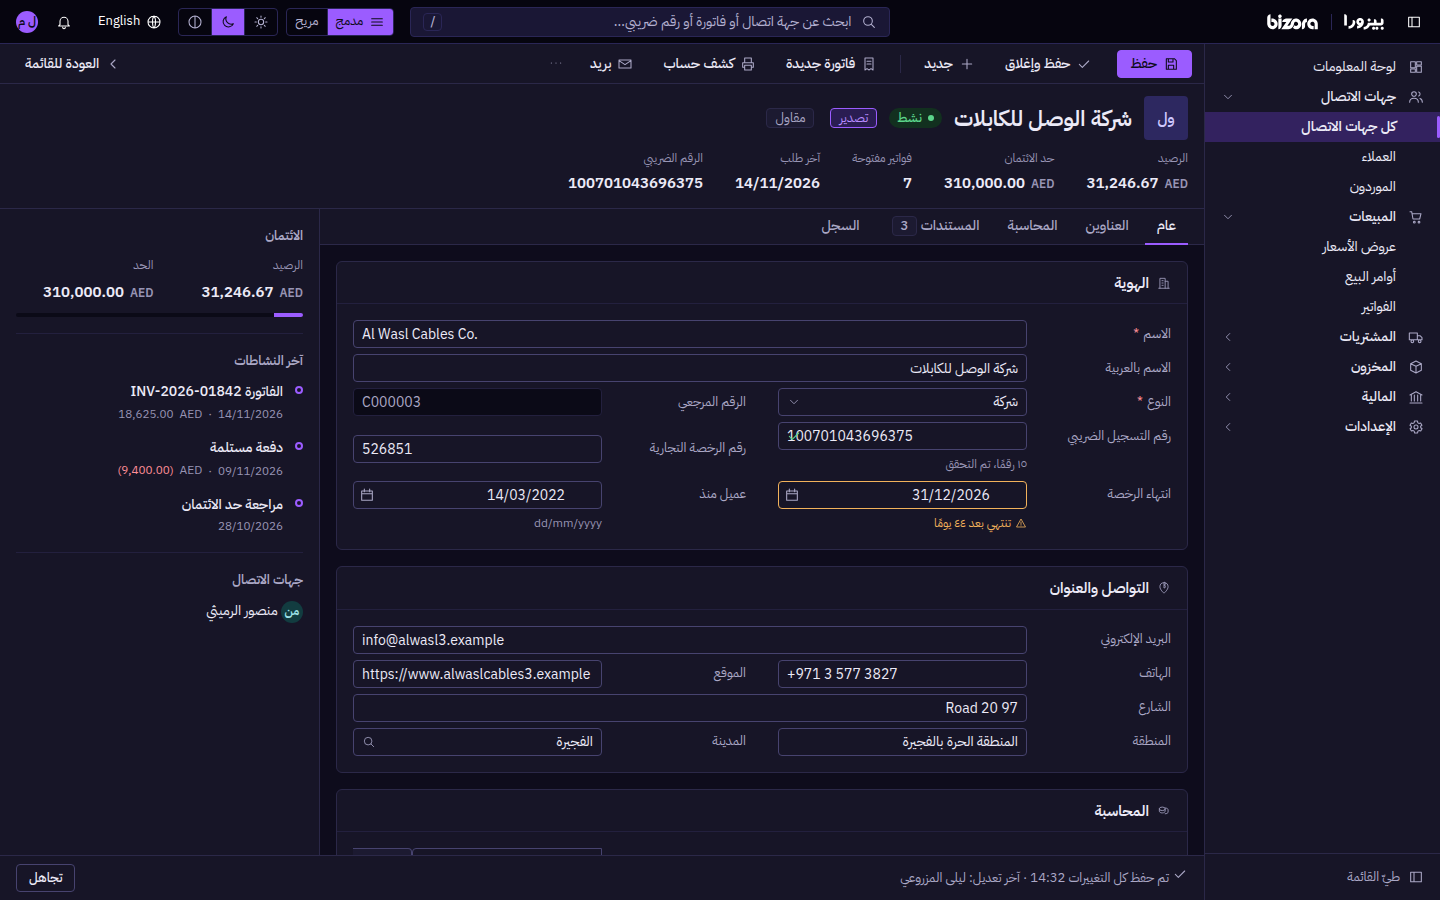 بيزورا
bizora
ابحث عن جهة اتصال أو فاتورة أو رقم ضريبي...
/
مدمج
مريح
English
ل م
لوحة المعلومات
جهات الاتصال
كل جهات الاتصال
العملاء
الموردون
المبيعات
عروض الأسعار
أوامر البيع
الفواتير
المشتريات
المخزون
المالية
الإعدادات
طيّ القائمة
حفظ
حفظ وإغلاق
جديد
فاتورة جديدة
كشف حساب
بريد
...
العودة للقائمة
ول
شركة الوصل للكابلات
نشط
تصدير
مقاول
الرصيد
AED 31,246.67
حد الائتمان
AED 310,000.00
فواتير مفتوحة
7
آخر طلب
14/11/2026
الرقم الضريبي
100701043696375
عام
العناوين
المحاسبة
المستندات 3
السجل
الهوية
الاسم *
Al Wasl Cables Co.
الاسم بالعربية
شركة الوصل للكابلات
النوع *
شركة
الرقم المرجعي
C000003
رقم التسجيل الضريبي
100701043696375
١٥ رقمًا، تم التحقق
رقم الرخصة التجارية
526851
انتهاء الرخصة
31/12/2026
تنتهي بعد ٤٤ يومًا
عميل منذ
14/03/2022
dd/mm/yyyy
التواصل والعنوان
البريد الإلكتروني
info@alwasl3.example
الهاتف
+971 3 577 3827
الموقع
https://www.alwaslcables3.example
الشارع
Road 20 97
المنطقة
المنطقة الحرة بالفجيرة
المدينة
الفجيرة
المحاسبة
الائتمان
الرصيد
AED 31,246.67
الحد
AED 310,000.00
آخر النشاطات
الفاتورة INV-2026-01842
14/11/2026 · AED 18,625.00
دفعة مستلمة
09/11/2026 · AED (9,400.00)
مراجعة حد الائتمان
28/10/2026
جهات الاتصال
من
منصور الرميثي
تم حفظ كل التغييرات 14:32 · آخر تعديل: ليلى المزروعي
تجاهل